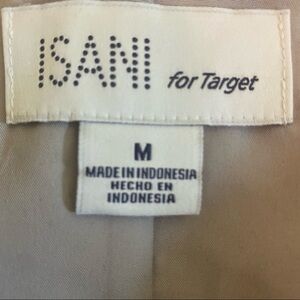 ISANI for Target
M
MADE IN INDONESIA
HECHO EN
INDONESIA